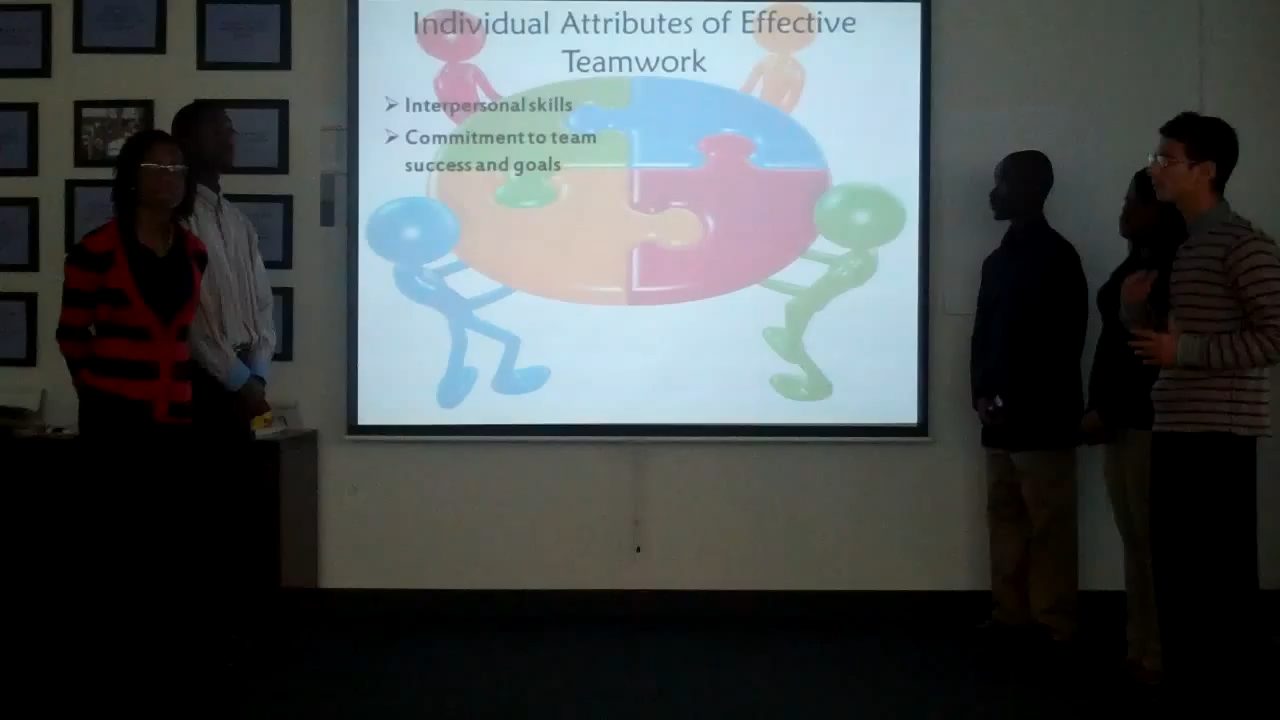 Individual Attributes of Effective
Teamwork
➢ Interpersonal skills
➢ Commitment to team
success and goals